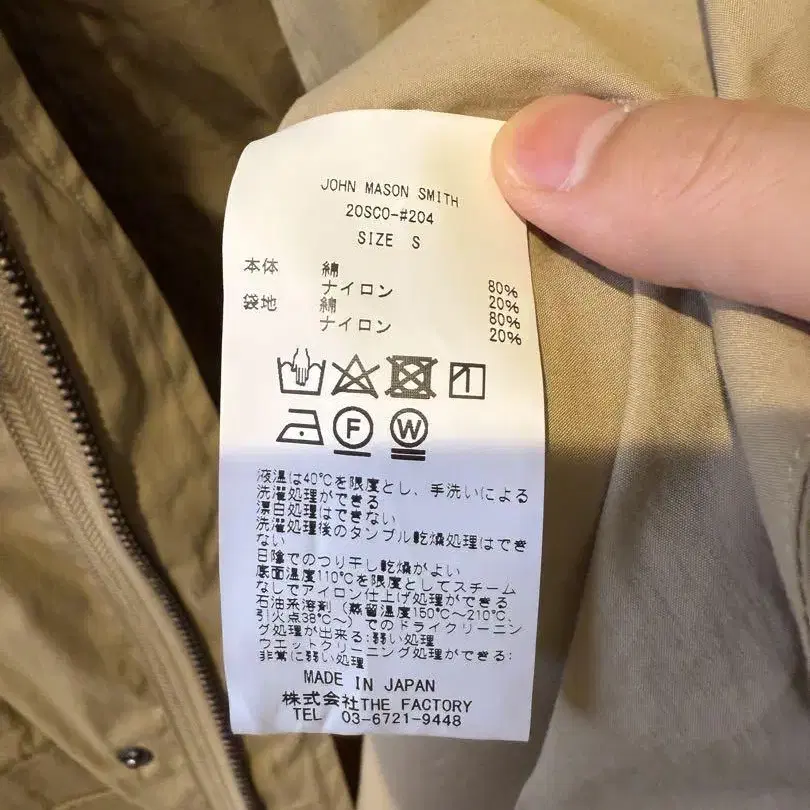 JOHN MASON SMITH
20SCO-#204
SIZE S
本体 綿 80%
ナイロン 20%
袋地 綿 80%
ナイロン 20%
F W
液温は40℃を限度とし、手洗いによる
洗濯処理ができる
漂白処理はできない
洗濯処理後のタンブル乾燥処理はでき
ない
日陰でのつり干し乾燥がよい
底面温度110℃を限度としてスチーム
なしでアイロン仕上げ処理ができる
石油系溶剤(蒸留温度150℃~210℃、
引火点38℃~)でのドライクリーニン
グ処理が出来る:弱い処理
ウエットクリーニング処理ができる:
非常に弱い処理
MADE IN JAPAN
株式会社THE FACTORY
TEL 03-6721-9448